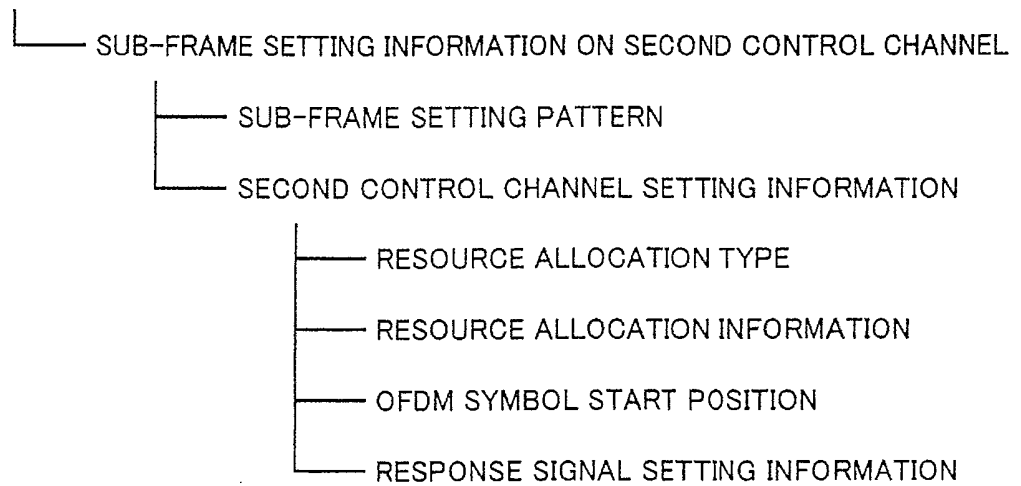 SUB-FRAME SETTING INFORMATION ON SECOND CONTROL CHANNEL
SUB-FRAME SETTING PATTERN
SECOND CONTROL CHANNEL SETTING INFORMATION
RESOURCE ALLOCATION TYPE
RESOURCE ALLOCATION INFORMATION
OFDM SYMBOL START POSITION
RESPONSE SIGNAL SETTING INFORMATION